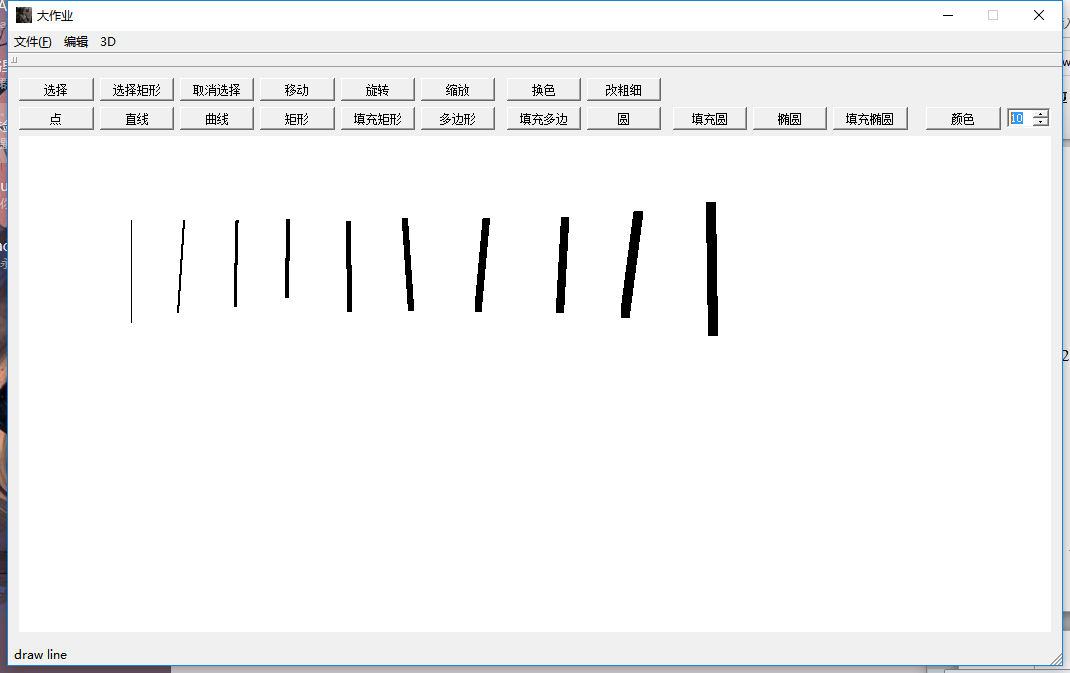 大作业
文件(F) 编辑 3D
选择 选择矩形 取消选择 移动 旋转 缩放 换色 改粗细
点 直线 曲线 矩形 填充矩形 多边形 填充多边 圆 填充圆 椭圆 填充椭圆 颜色 10
draw line